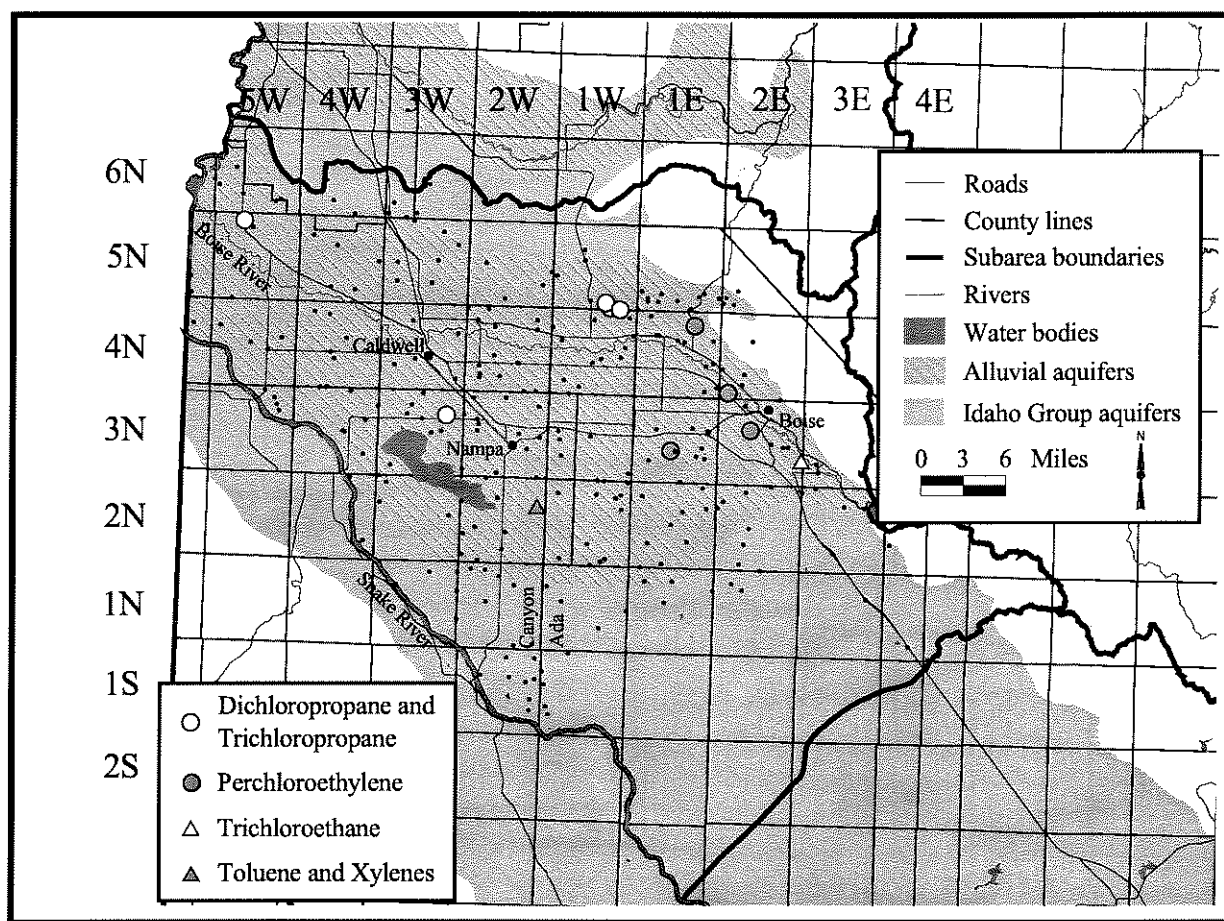 5W 4W 3W 2W 1W 1E 2E 3E 4E
6N
5N
4N
3N
2N
1N
1S
2S
Boise River
Caldwell
Nampa
Boise
Snake River
Canyon
Ada
Roads
County lines
Subarea boundaries
Rivers
Water bodies
Alluvial aquifers
Idaho Group aquifers
0 3 6 Miles
N
Dichloropropane and
Trichloropropane
Perchloroethylene
Trichloroethane
Toluene and Xylenes